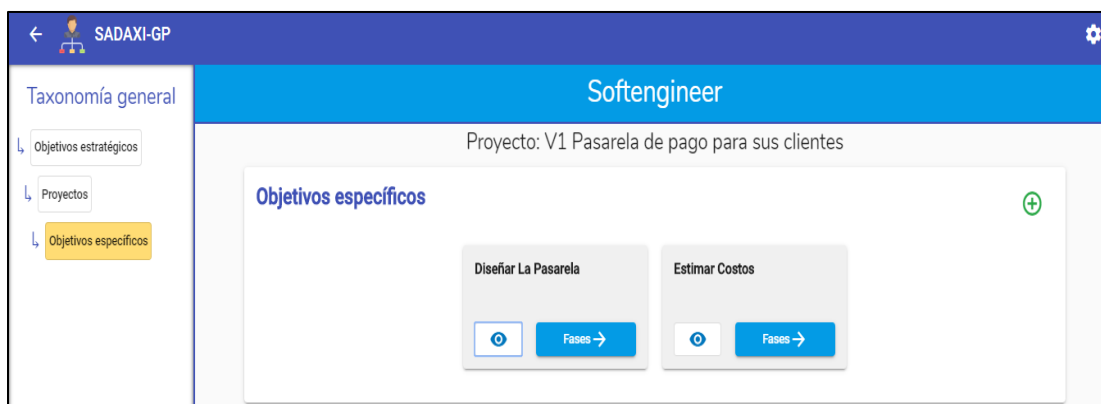 SADAXI-GP
Taxonomía general
Objetivos estratégicos
Proyectos
Objetivos específicos
Softengineer
Proyecto: V1 Pasarela de pago para sus clientes
Objetivos específicos
Diseñar La Pasarela
Fases
Estimar Costos
Fases